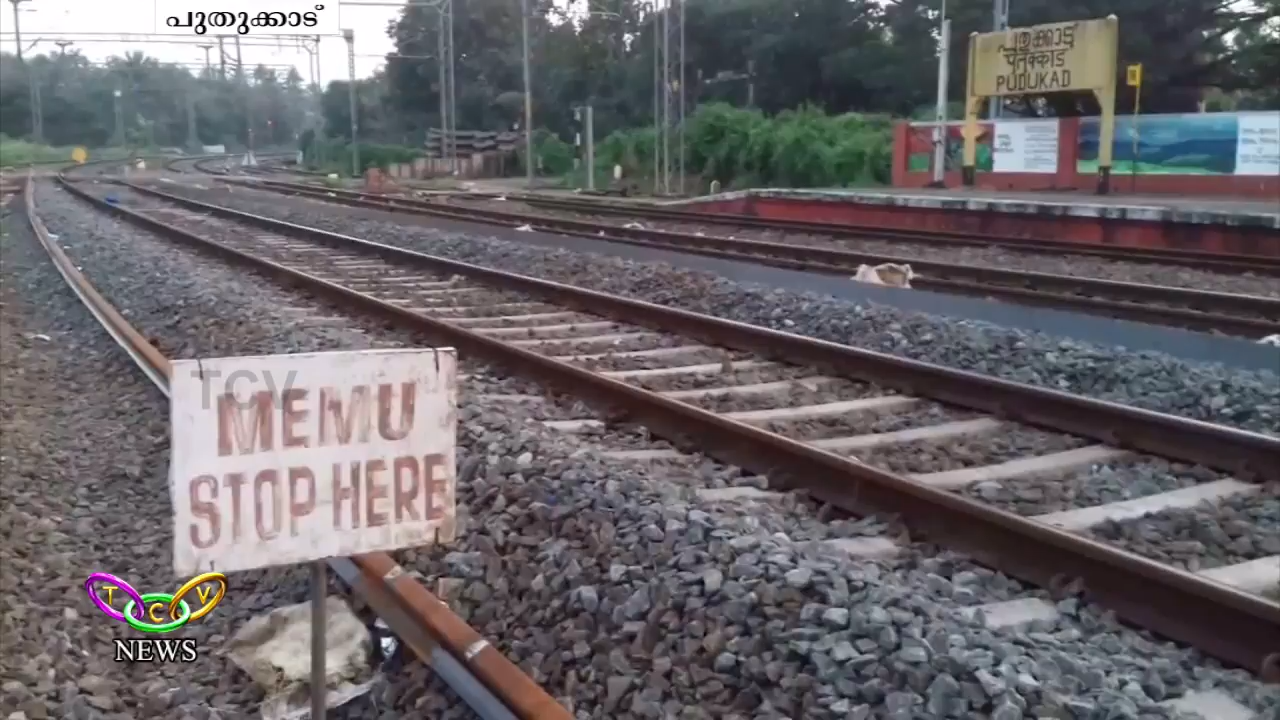 പുതുക്കാട്
പുതുക്കാട്
पुतुक्काड
PUDUKAD
TCV
MEMU
STOP HERE
T C V
NEWS